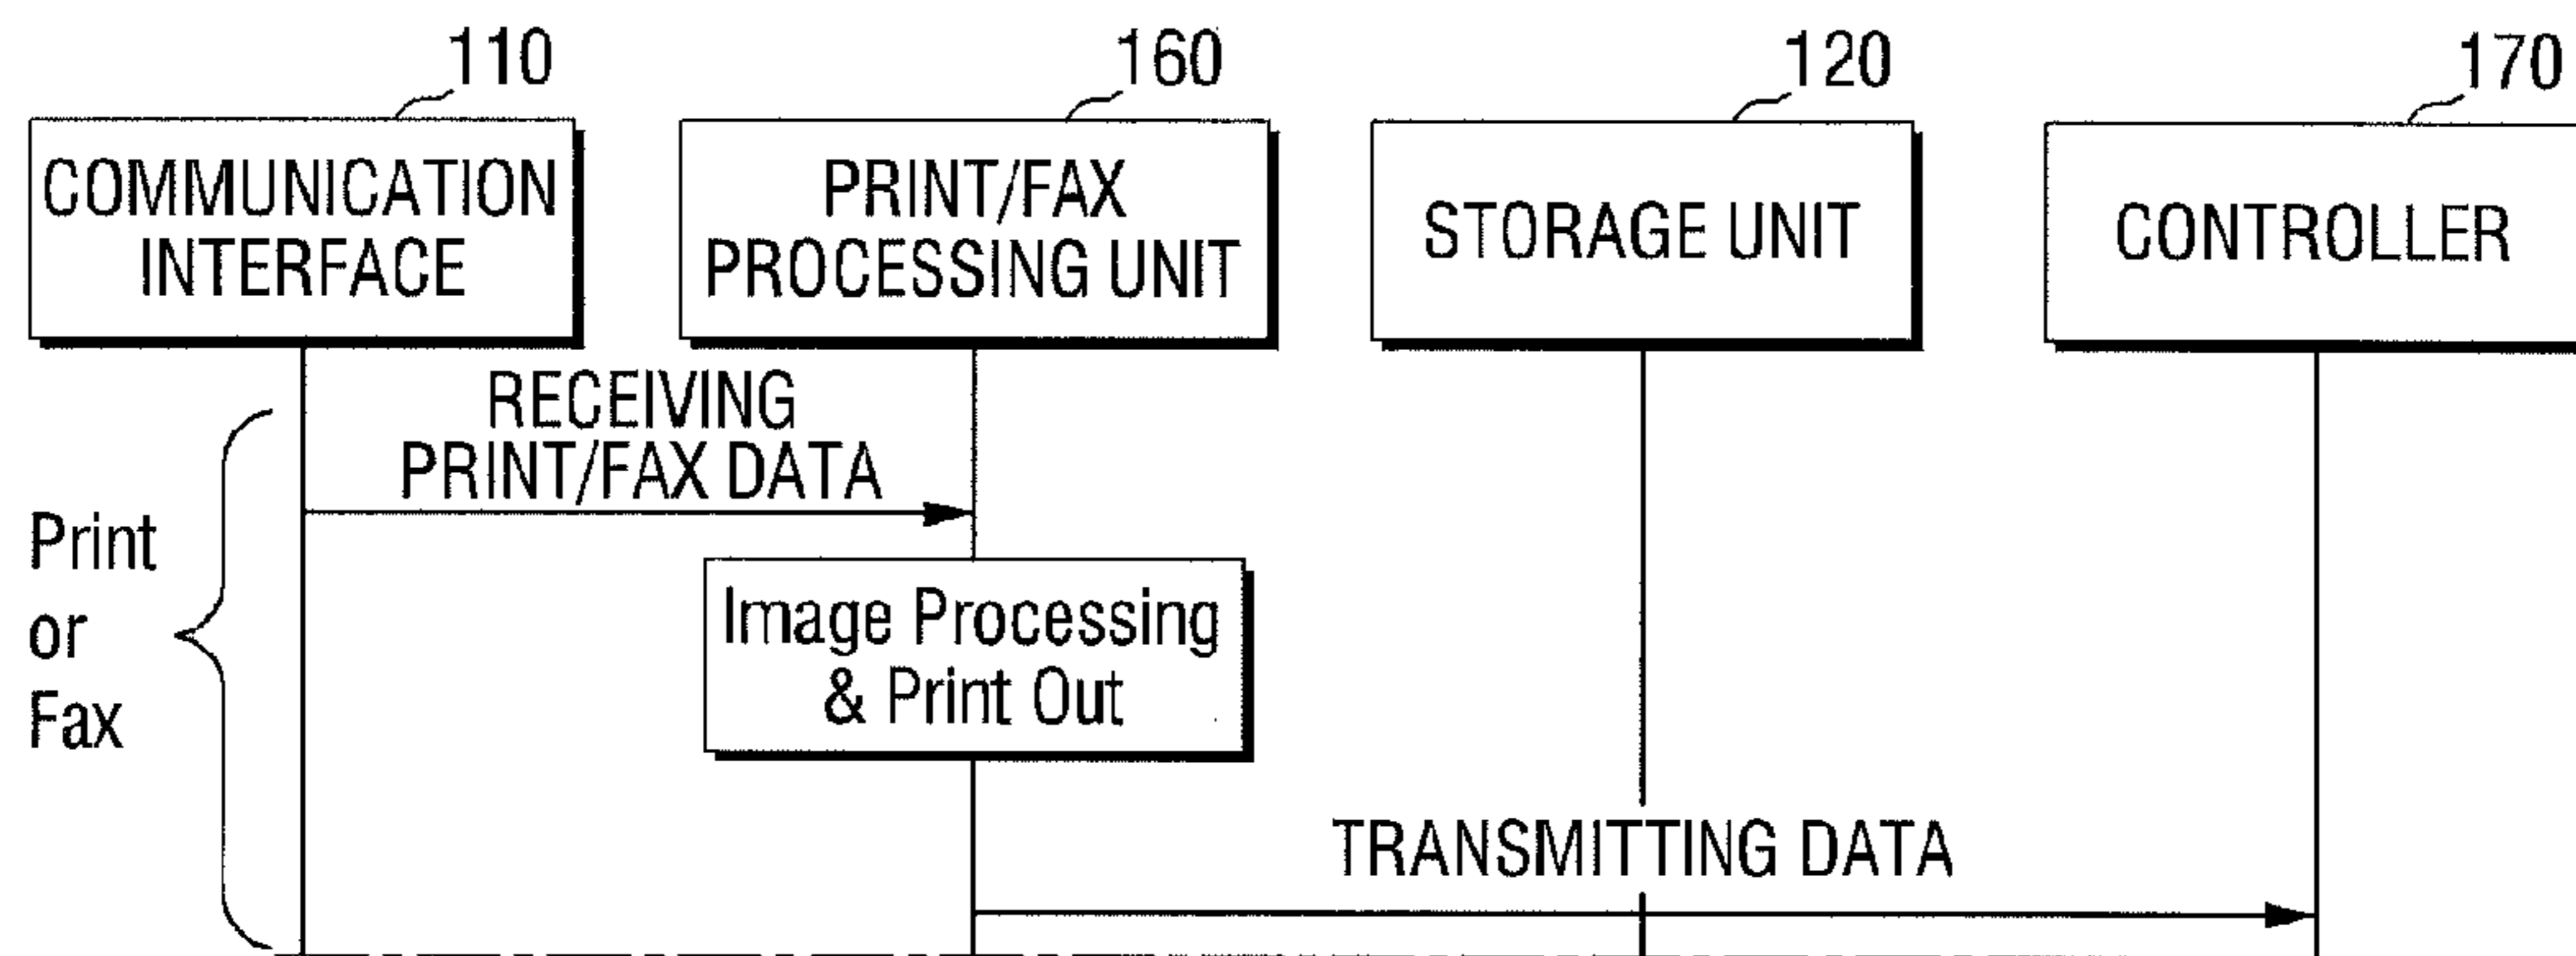 110
160
120
170
COMMUNICATION
INTERFACE
PRINT/FAX
PROCESSING UNIT
STORAGE UNIT
CONTROLLER
RECEIVING
PRINT/FAX DATA
Print
or
Fax
Image Processing
& Print Out
TRANSMITTING DATA